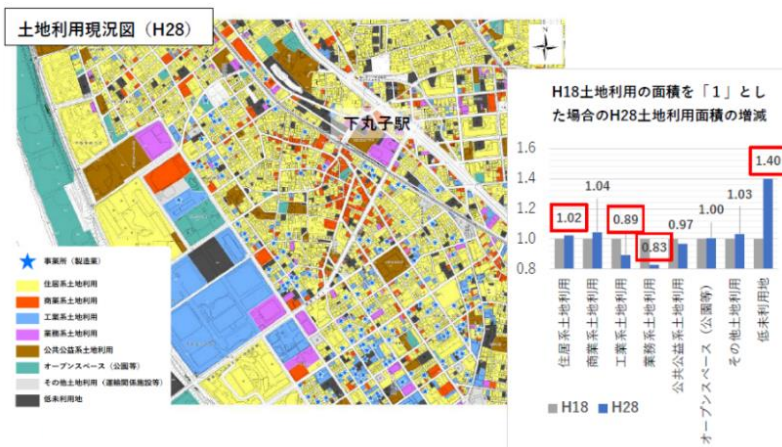 土地利用現況図（H28）
下丸子駅
事業所（製造業）
住居系土地利用
商業系土地利用
工業系土地利用
業務系土地利用
公共公益系土地利用
オープンスペース（公園等）
その他土地利用（運輸関係施設等）
低未利用地
H18土地利用の面積を「１」とし
た場合のH28土地利用面積の増減
1.6
1.4
1.2
1.0
0.8
1.02
1.04
0.89
0.83
0.97
1.00
1.03
1.40
住居系土地利用
商業系土地利用
工業系土地利用
業務系土地利用
公共公益系土地利用
オープンスペース（公園等）
その他土地利用
低未利用地
H18 H28